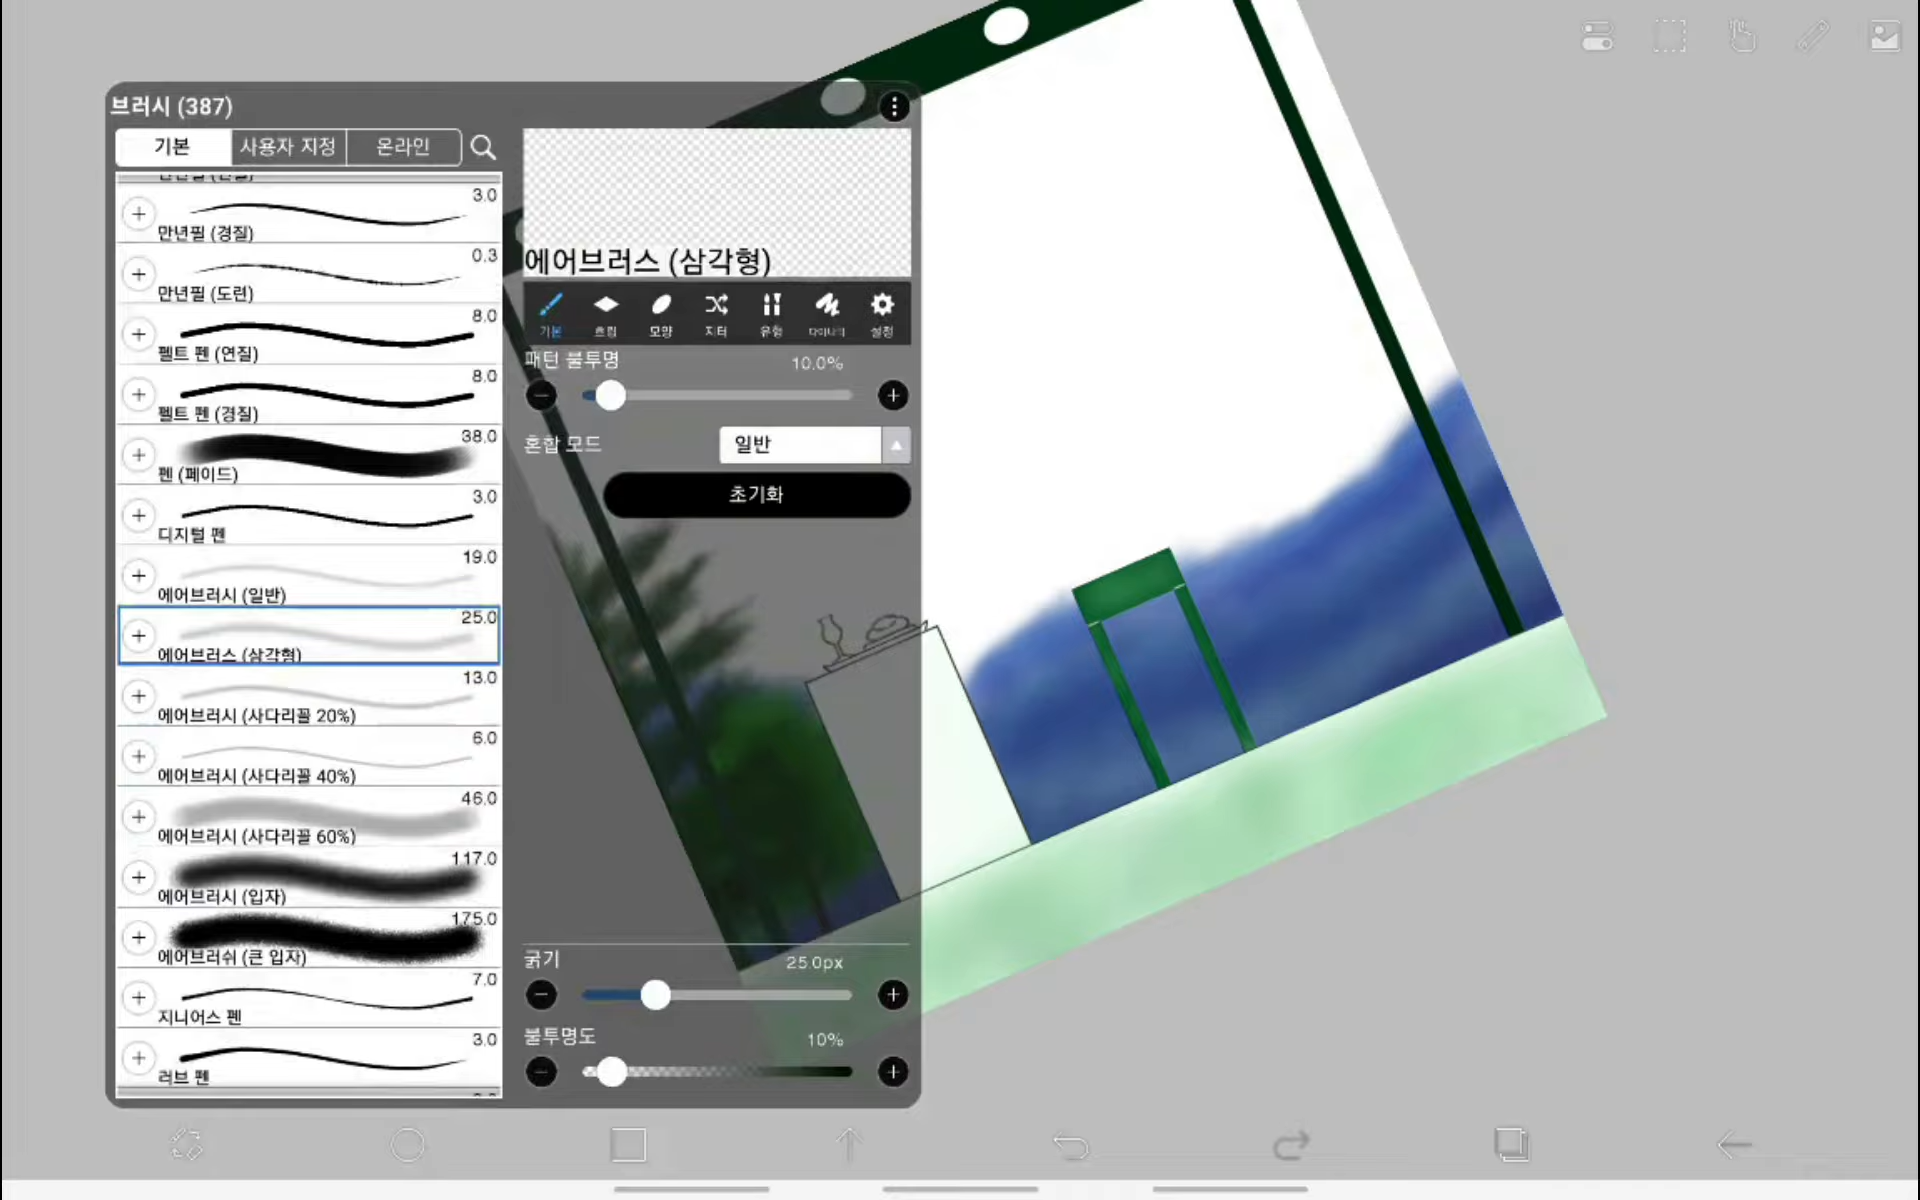 브러시 (387)
기본 사용자 지정 온라인
3.0
만년필 (경질)
0.3
만년필 (도련)
8.0
펠트 펜 (연질)
8.0
펠트 펜 (경질)
38.0
펜 (페이드)
3.0
디지털 펜
19.0
에어브러시 (일반)
25.0
에어브러스 (삼각형)
13.0
에어브러시 (사다리꼴 20%)
6.0
에어브러시 (사다리꼴 40%)
46.0
에어브러시 (사다리꼴 60%)
117.0
에어브러시 (입자)
175.0
에어브러쉬 (큰 입자)
7.0
지니어스 펜
3.0
러브 펜
에어브러스 (삼각형)
기본 흐림 모양 지터 유형 설정
패턴 불투명 10.0%
혼합 모드 일반
초기화
굵기 25.0px
불투명도 10%